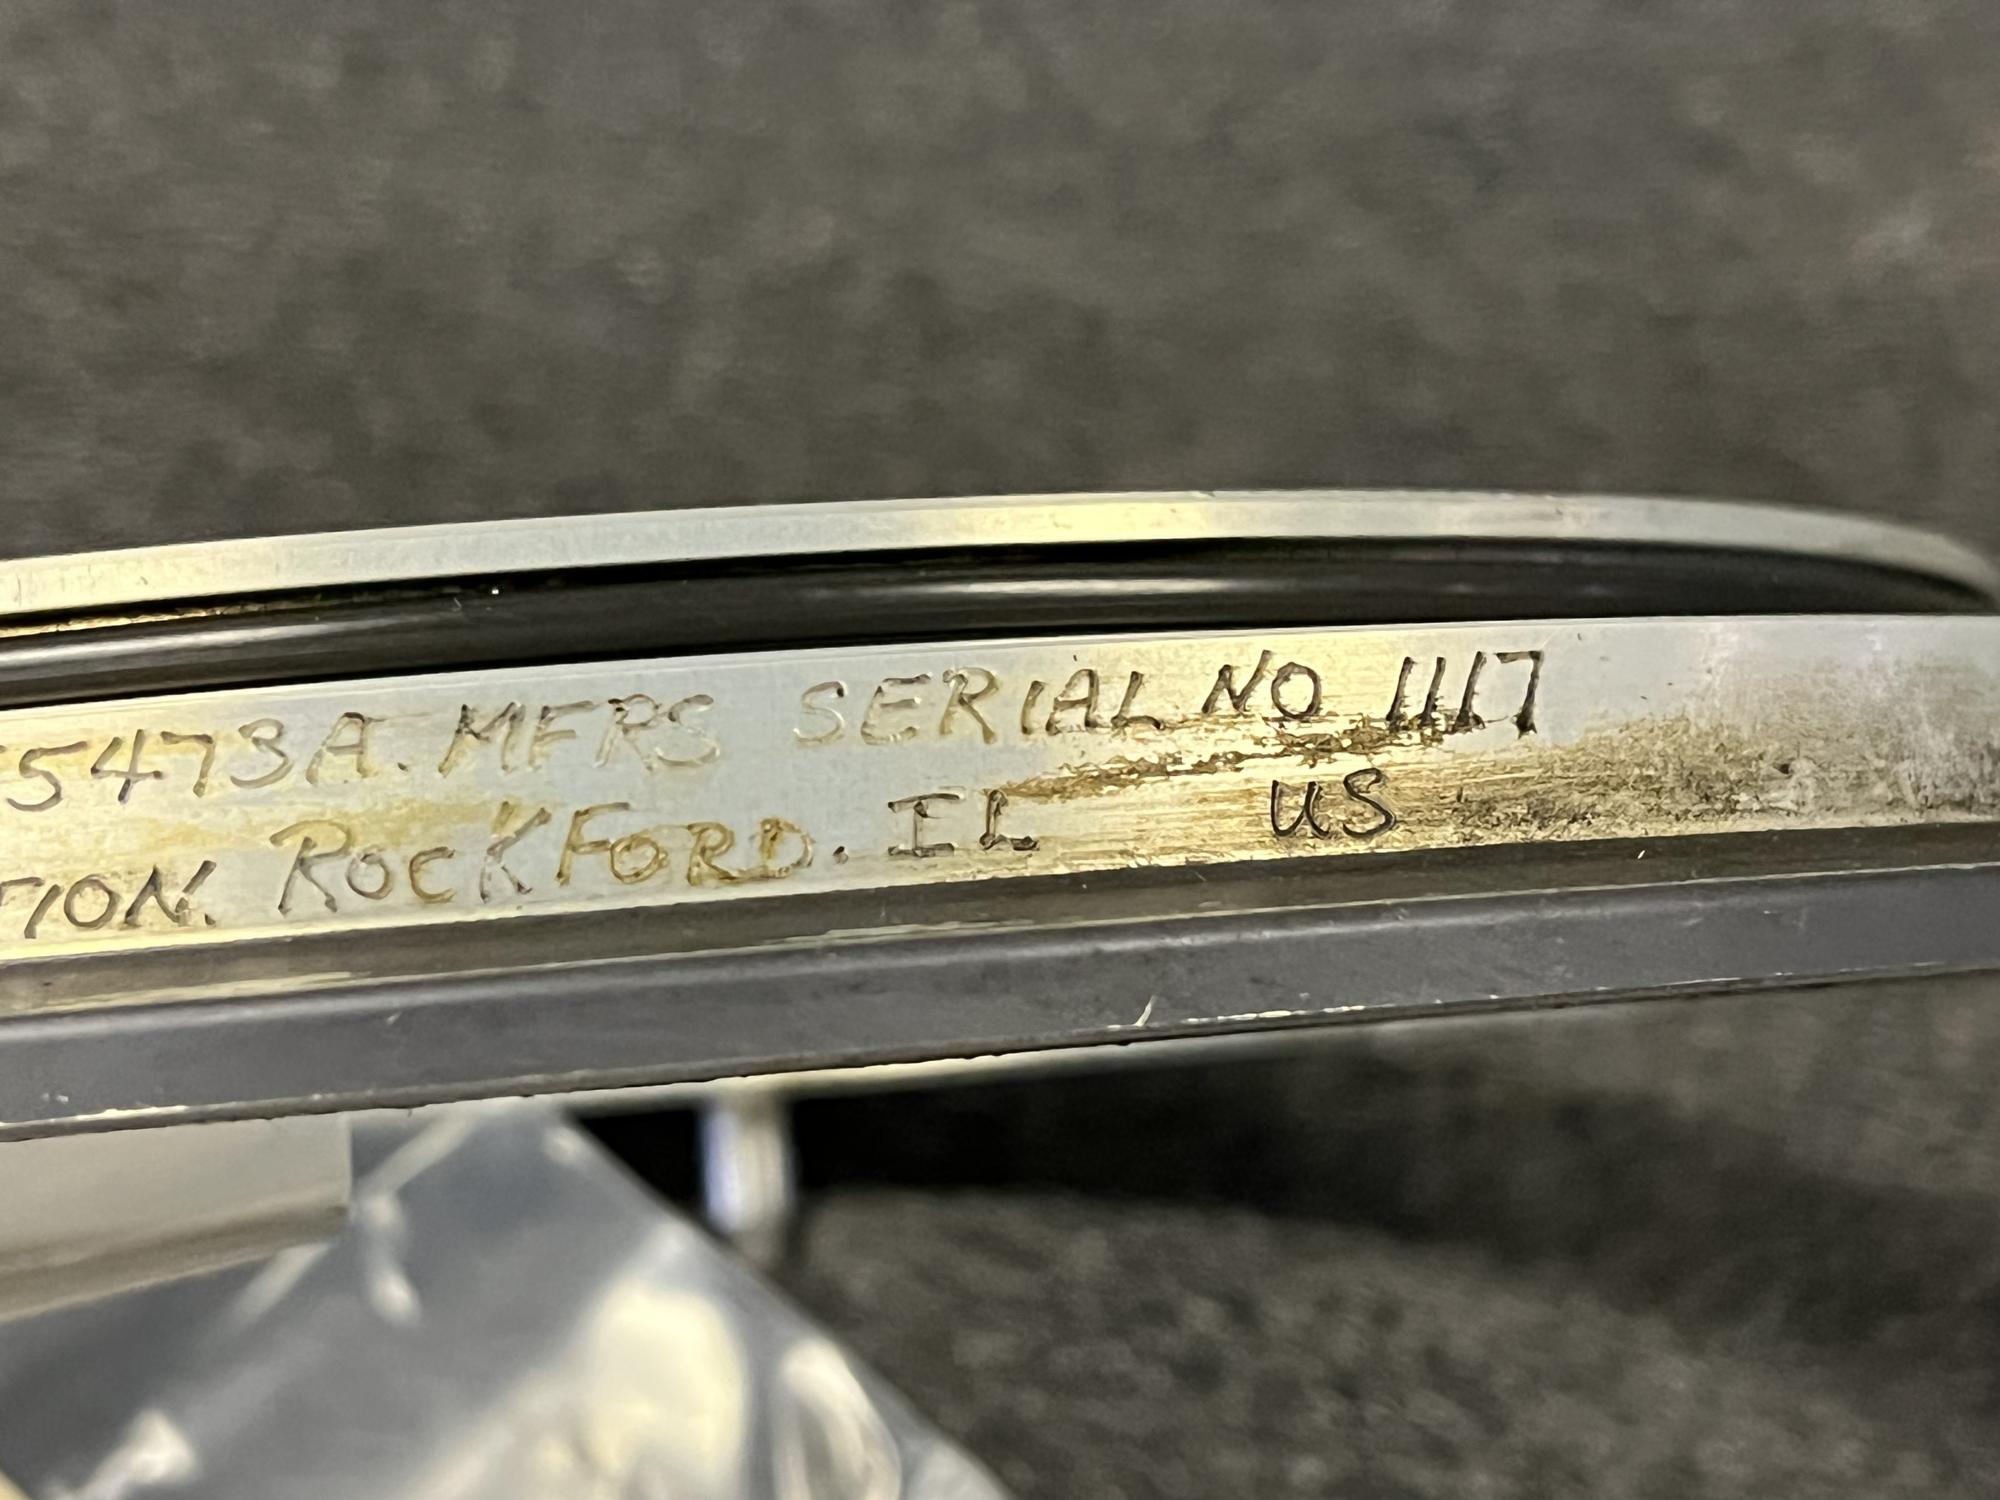 5473A. MFRS SERIAL NO 1117
TION. ROCKFORD. IL US